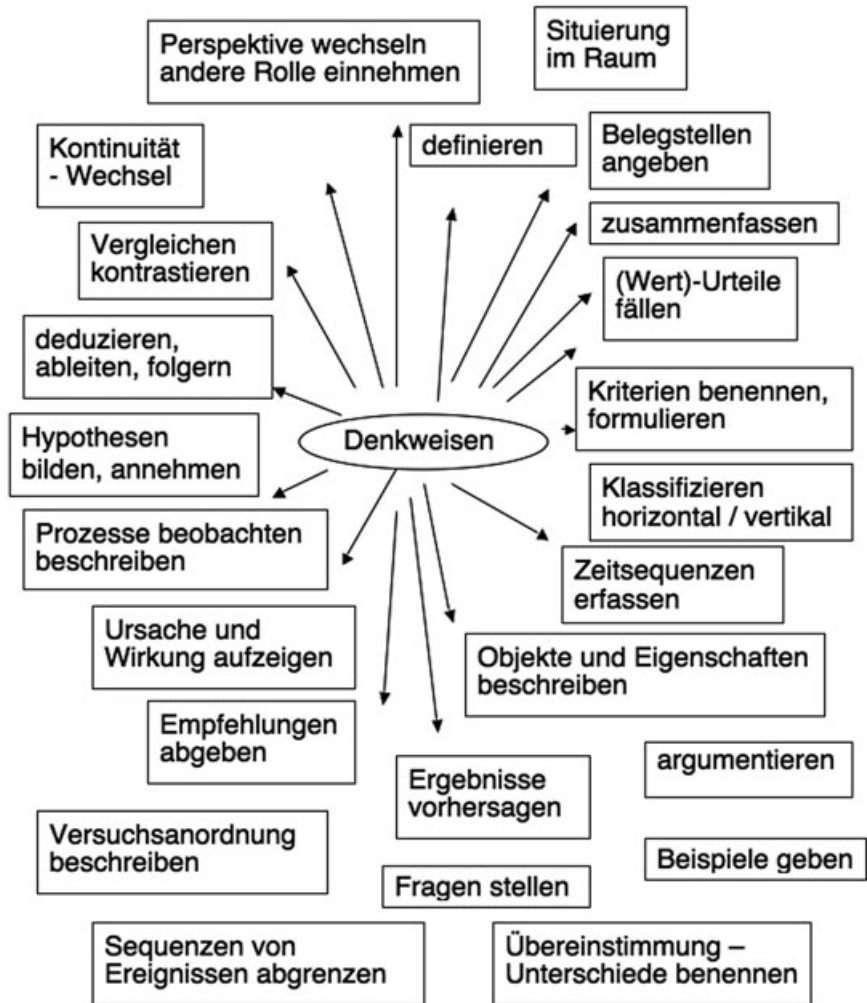 Perspektive wechseln
andere Rolle einnehmen
Situierung
im Raum
Kontinuität
- Wechsel
definieren
Belegstellen
angeben
Vergleichen
kontrastieren
zusammenfassen
(Wert)-Urteile
fällen
deduzieren,
ableiten, folgern
Kriterien benennen,
formulieren
Denkweisen
Hypothesen
bilden, annehmen
Klassifizieren
horizontal / vertikal
Prozesse beobachten
beschreiben
Zeitsequenzen
erfassen
Ursache und
Wirkung aufzeigen
Objekte und Eigenschaften
beschreiben
Empfehlungen
abgeben
argumentieren
Ergebnisse
vorhersagen
Versuchsanordnung
beschreiben
Beispiele geben
Fragen stellen
Sequenzen von
Ereignissen abgrenzen
Übereinstimmung –
Unterschiede benennen